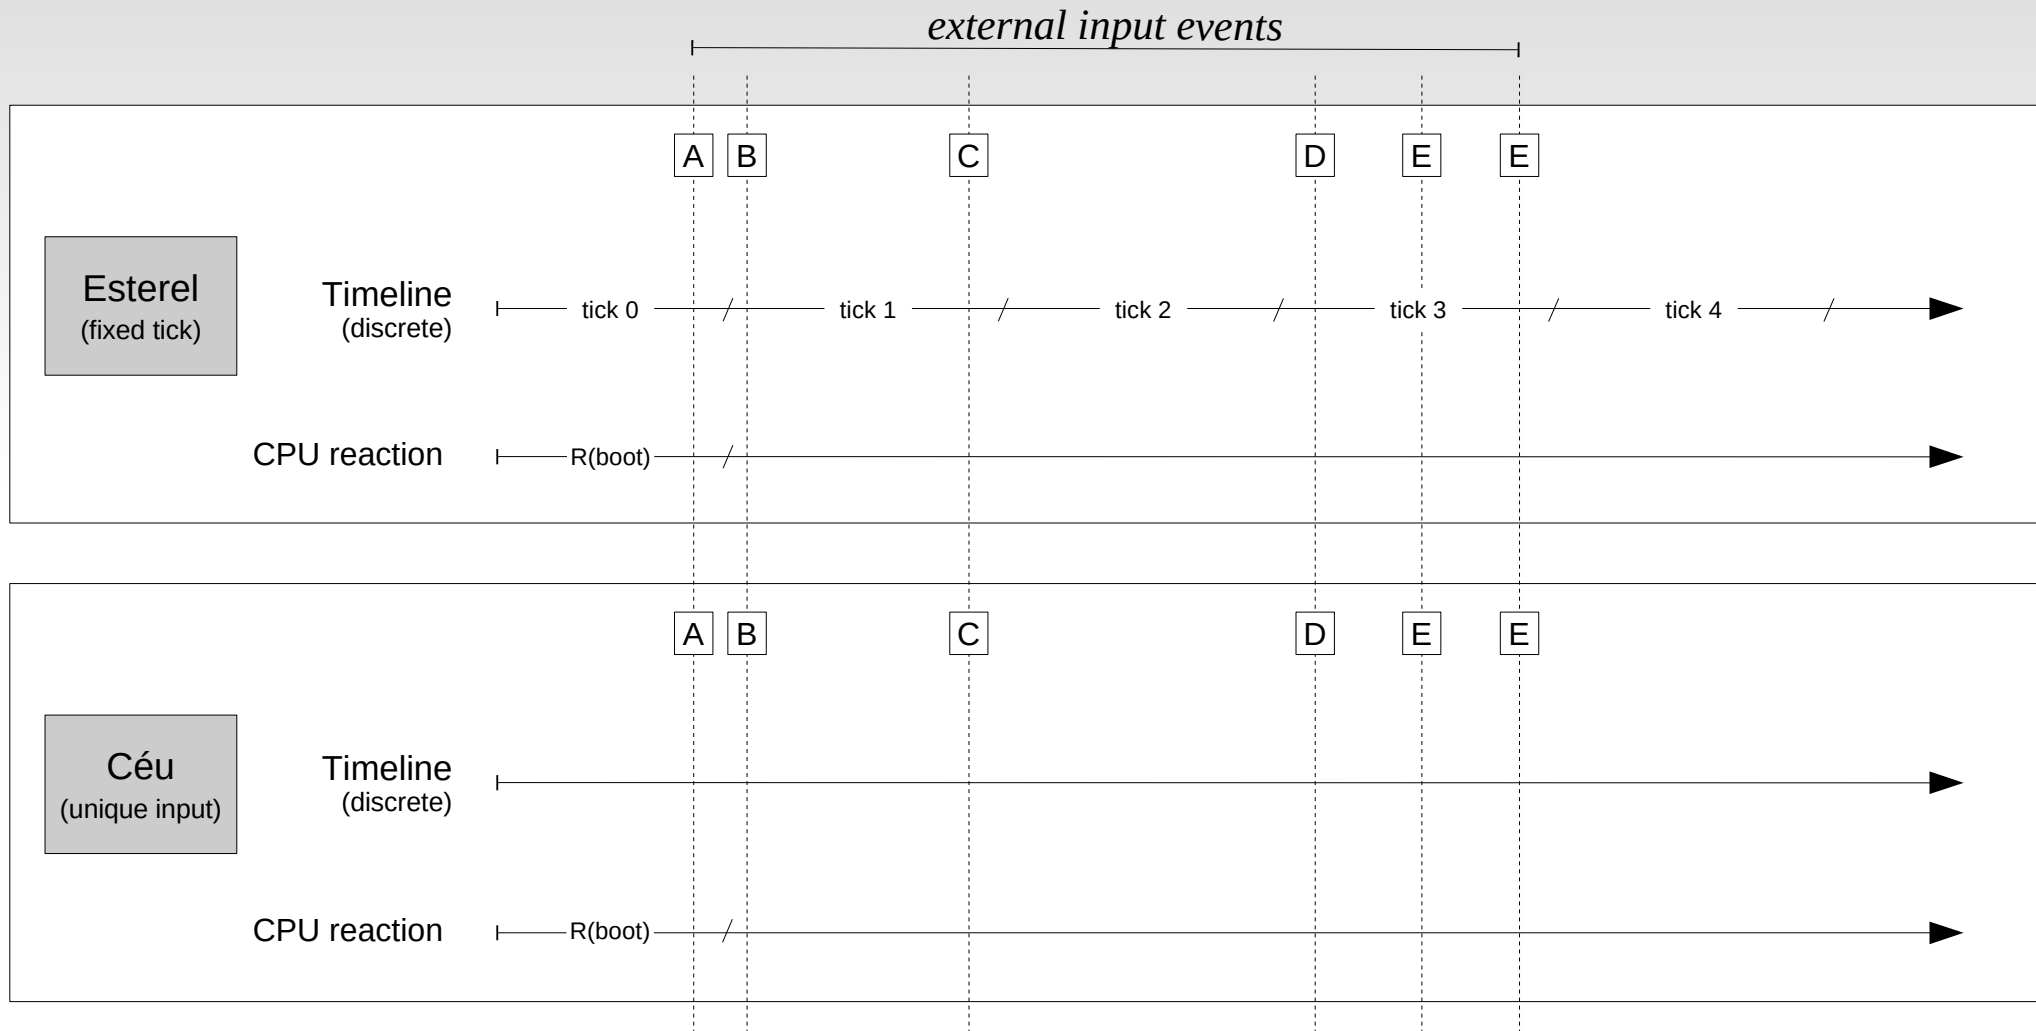 external input events
A B C D E E
Esterel
(fixed tick)
Timeline
(discrete)
tick 0 tick 1 tick 2 tick 3 tick 4
CPU reaction
R(boot)
A B C D E E
Céu
(unique input)
Timeline
(discrete)
CPU reaction
R(boot)